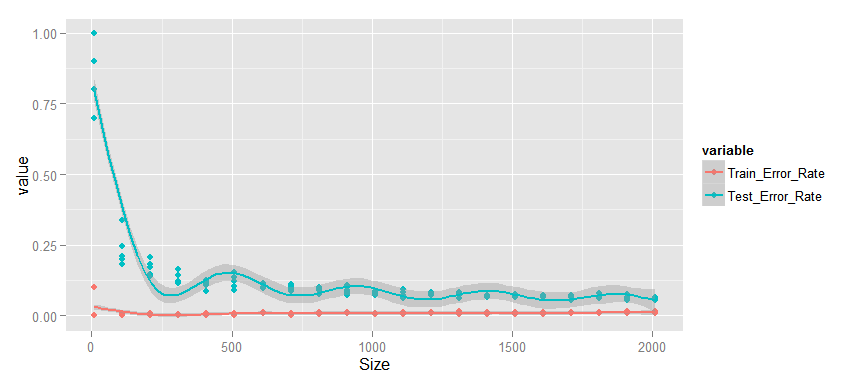 1.00
0.75
0.50
0.25
0.00
value
0 500 1000 1500 2000
Size
variable
Train_Error_Rate
Test_Error_Rate